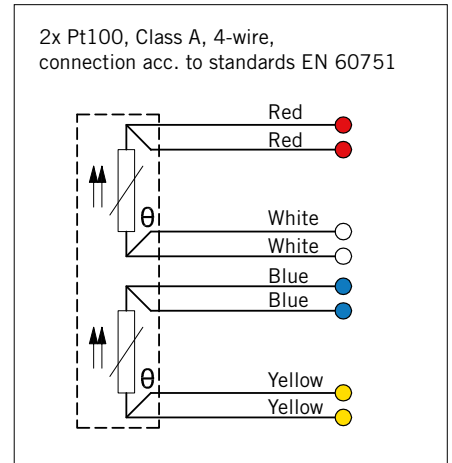 2x Pt100, Class A, 4-wire,
connection acc. to standards EN 60751
Red
Red
θ
White
White
Blue
Blue
θ
Yellow
Yellow